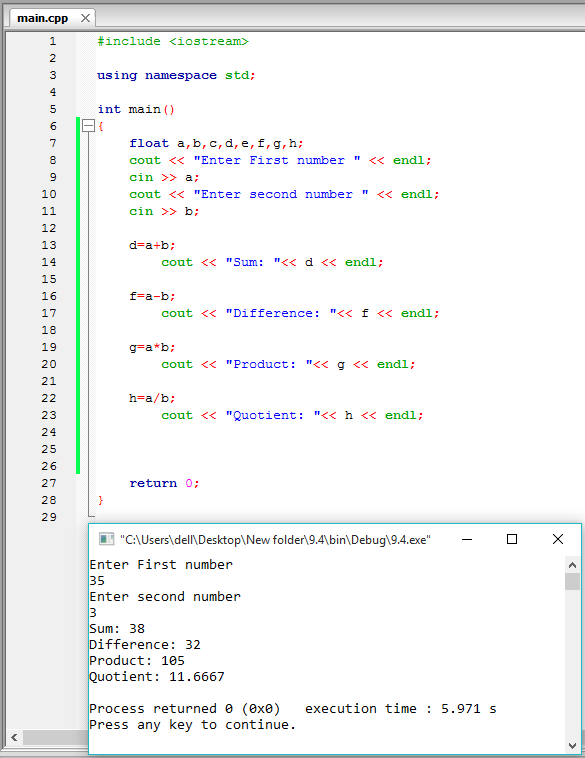 main.cpp
1 #include <iostream>
2
3 using namespace std;
4
5 int main()
6 {
7 float a,b,c,d,e,f,g,h;
8 cout << "Enter First number " << endl;
9 cin >> a;
10 cout << "Enter second number " << endl;
11 cin >> b;
12
13 d=a+b;
14 cout << "Sum: "<< d << endl;
15
16 f=a-b;
17 cout << "Difference: "<< f << endl;
18
19 g=a*b;
20 cout << "Product: "<< g << endl;
21
22 h=a/b;
23 cout << "Quotient: "<< h << endl;
24
25
26
27 return 0;
28 }
29
"C:\Users\dell\Desktop\New folder\9.4\bin\Debug\9.4.exe"
Enter First number
35
Enter second number
3
Sum: 38
Difference: 32
Product: 105
Quotient: 11.6667
Process returned 0 (0x0) execution time : 5.971 s
Press any key to continue.